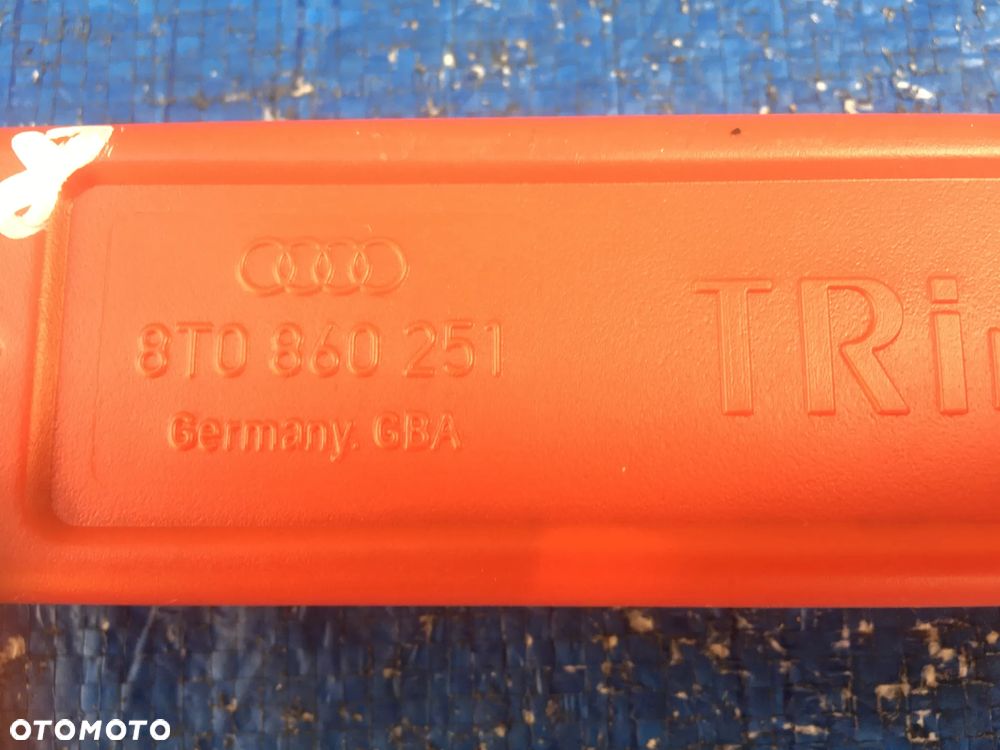 8T0 860 251
Germany. GBA
TRi
OTOMOTO